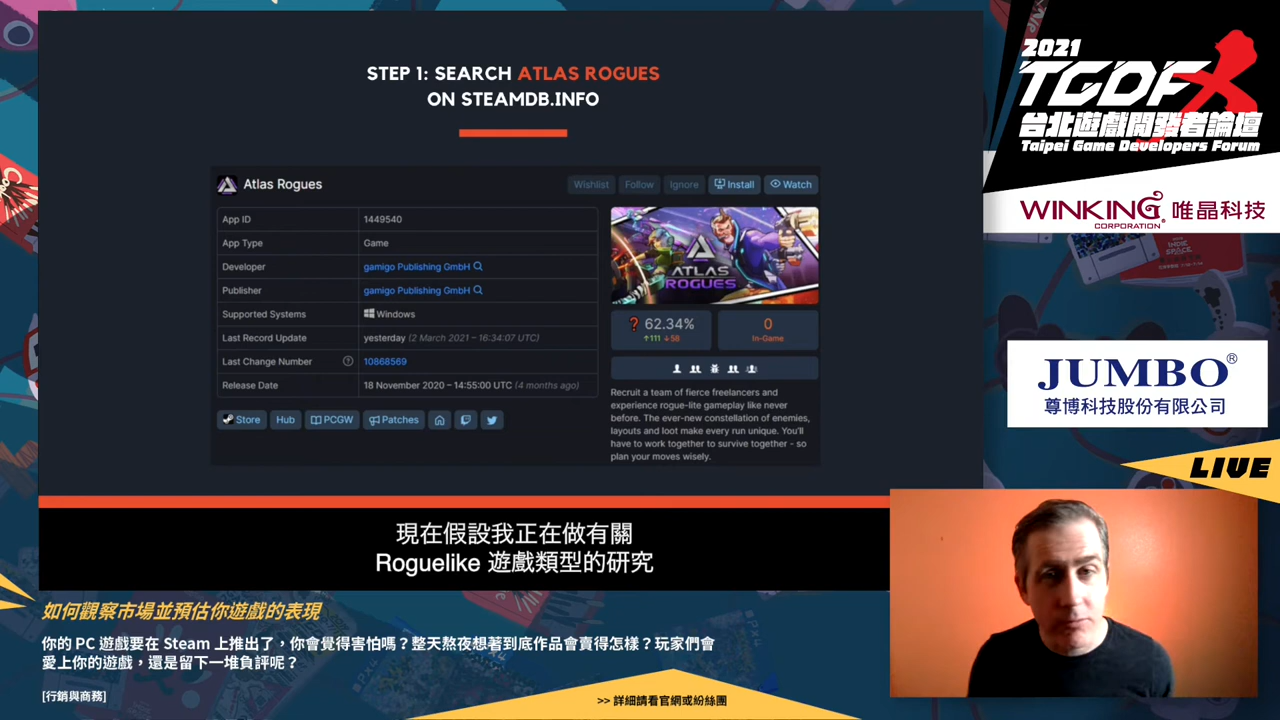 STEP 1: SEARCH ATLAS ROGUES
ON STEAMDB.INFO
Atlas Rogues
Wishlist
Follow
Ignore
Install
Watch
App ID 1449540
App Type Game
Developer gamigo Publishing GmbH
Publisher gamigo Publishing GmbH
Supported Systems Windows
Last Record Update yesterday (2 March 2021 – 16:34:07 UTC)
Last Change Number 10868569
Release Date 18 November 2020 – 14:55:00 UTC (4 months ago)
Store
Hub
PCGW
Patches
ATLAS
ROGUES
? 62.34%
↑111 ↓58
0
In-Game
Recruit a team of fierce freelancers and
experience rogue-lite gameplay like never
before. The ever-new constellation of enemies,
layouts and loot make every run unique. You'll
have to work together to survive together - so
plan your moves wisely.
現在假設我正在做有關
Roguelike 遊戲類型的研究
如何觀察市場並預估你遊戲的表現
你的 PC 遊戲要在 Steam 上推出了，你會覺得害怕嗎？整天熬夜想著到底作品會賣得怎樣？玩家們會
愛上你的遊戲，還是留下一堆負評呢？
[行銷與商務]
>> 詳細請看官網或粉絲團
2021
TGDF X
台北遊戲開發者論壇
Taipei Game Developers Forum
WINKING® 唯晶科技
CORPORATION
INDIE
SPACE
JUMBO®
尊博科技股份有限公司
LIVE